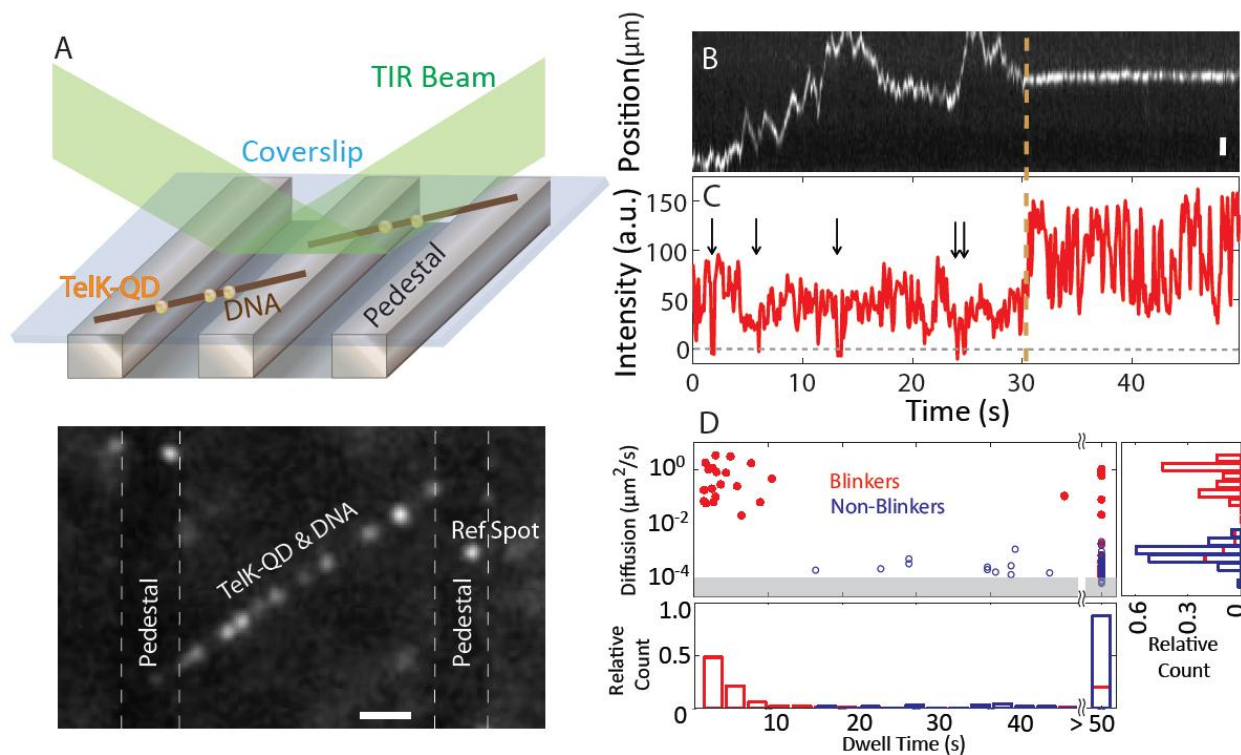 A
TIR Beam
Coverslip
TelK-QD
DNA
Pedestal
Pedestal
TelK-QD & DNA
Ref Spot
Pedestal
B
Position(μm)
C
Intensity (a.u.)
150
100
50
0
0 10 20 30 40
Time (s)
D
Diffusion (μm²/s)
10⁰
10⁻²
10⁻⁴
Blinkers
Non-Blinkers
0.6 0.3 0
Relative
Count
Relative
Count
1.0
0.5
0
10 20 30 40 > 50
Dwell Time (s)